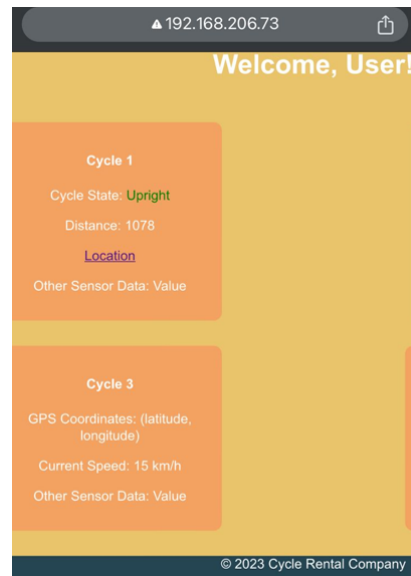 192.168.206.73
Welcome, User!
Cycle 1
Cycle State: Upright
Distance: 1078
Location
Other Sensor Data: Value
Cycle 3
GPS Coordinates: (latitude,
longitude)
Current Speed: 15 km/h
Other Sensor Data: Value
© 2023 Cycle Rental Company